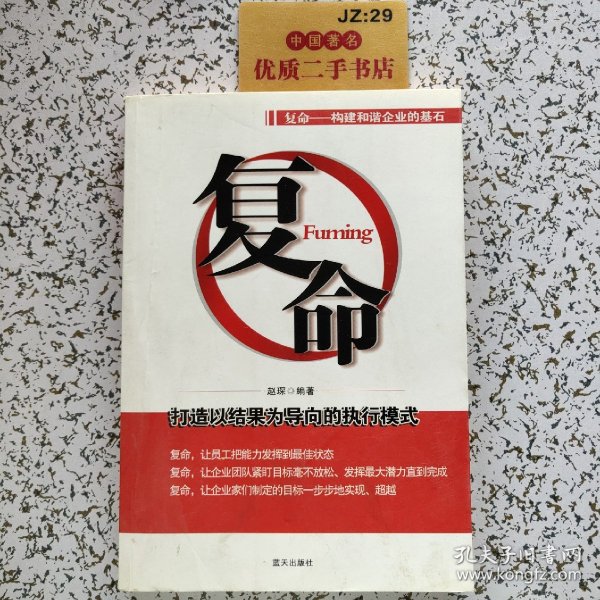 JZ:29
中国著名
优质二手书店
复命——构建和谐企业的基石
复命
Fuming
赵琛◎编著
打造以结果为导向的执行模式
复命，让员工把能力发挥到最佳状态
复命，让企业团队紧盯目标毫不放松、发挥最大潜力直到完成
复命，让企业家们制定的目标一步步地实现、超越
蓝天出版社
孔夫子旧书网
www.kongfz.com